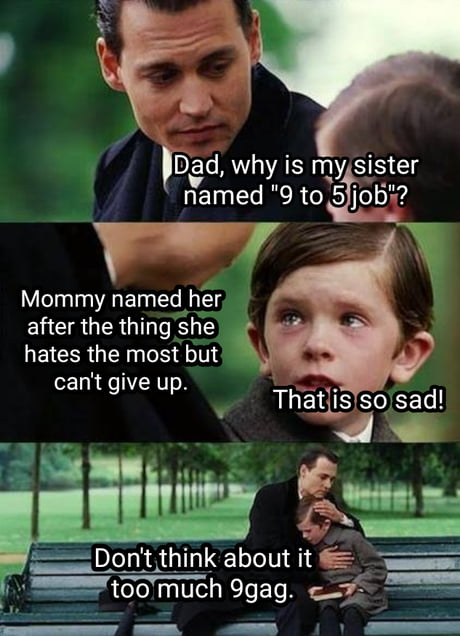 Dad, why is my sister
named "9 to 5 job"?
Mommy named her
after the thing she
hates the most but
can't give up.
That is so sad!
Don't think about it
too much 9gag.